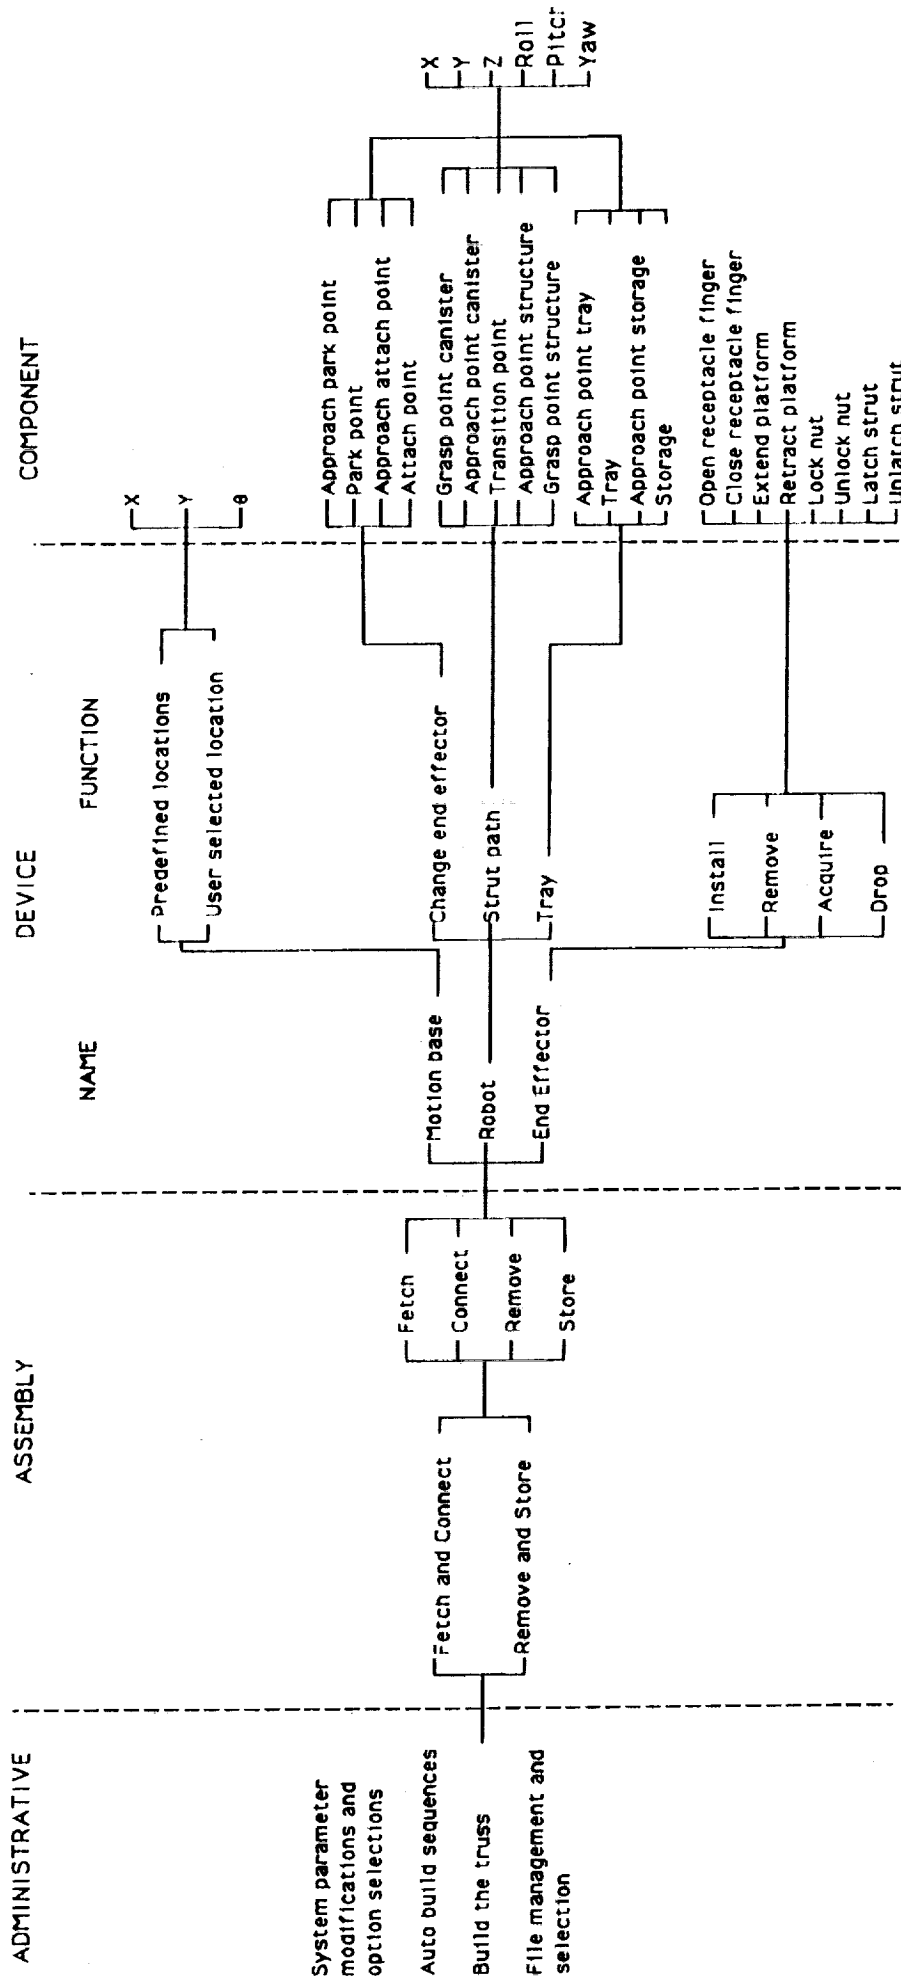 ADMINISTRATIVE
ASSEMBLY
DEVICE
COMPONENT
NAME
FUNCTION
System parameter
modifications and
option selections
Auto build sequences
Build the truss
File management and
selection
Fetch and Connect
Remove and Store
Fetch
Connect
Remove
Store
Motion base
Robot
End Effector
Predefined locations
User selected location
Change end effector
Strut path
Tray
Install
Remove
Acquire
Drop
X
Y
θ
Approach park point
Park point
Approach attach point
Attach point
Grasp point canister
Approach point canister
Transition point
Approach point structure
Grasp point structure
Approach point tray
Tray
Approach point storage
Storage
Open receptacle finger
Close receptacle finger
Extend platform
Retract platform
Lock nut
Unlock nut
Latch strut
Unlatch strut
X
Y
Z
Roll
Pitch
Yaw